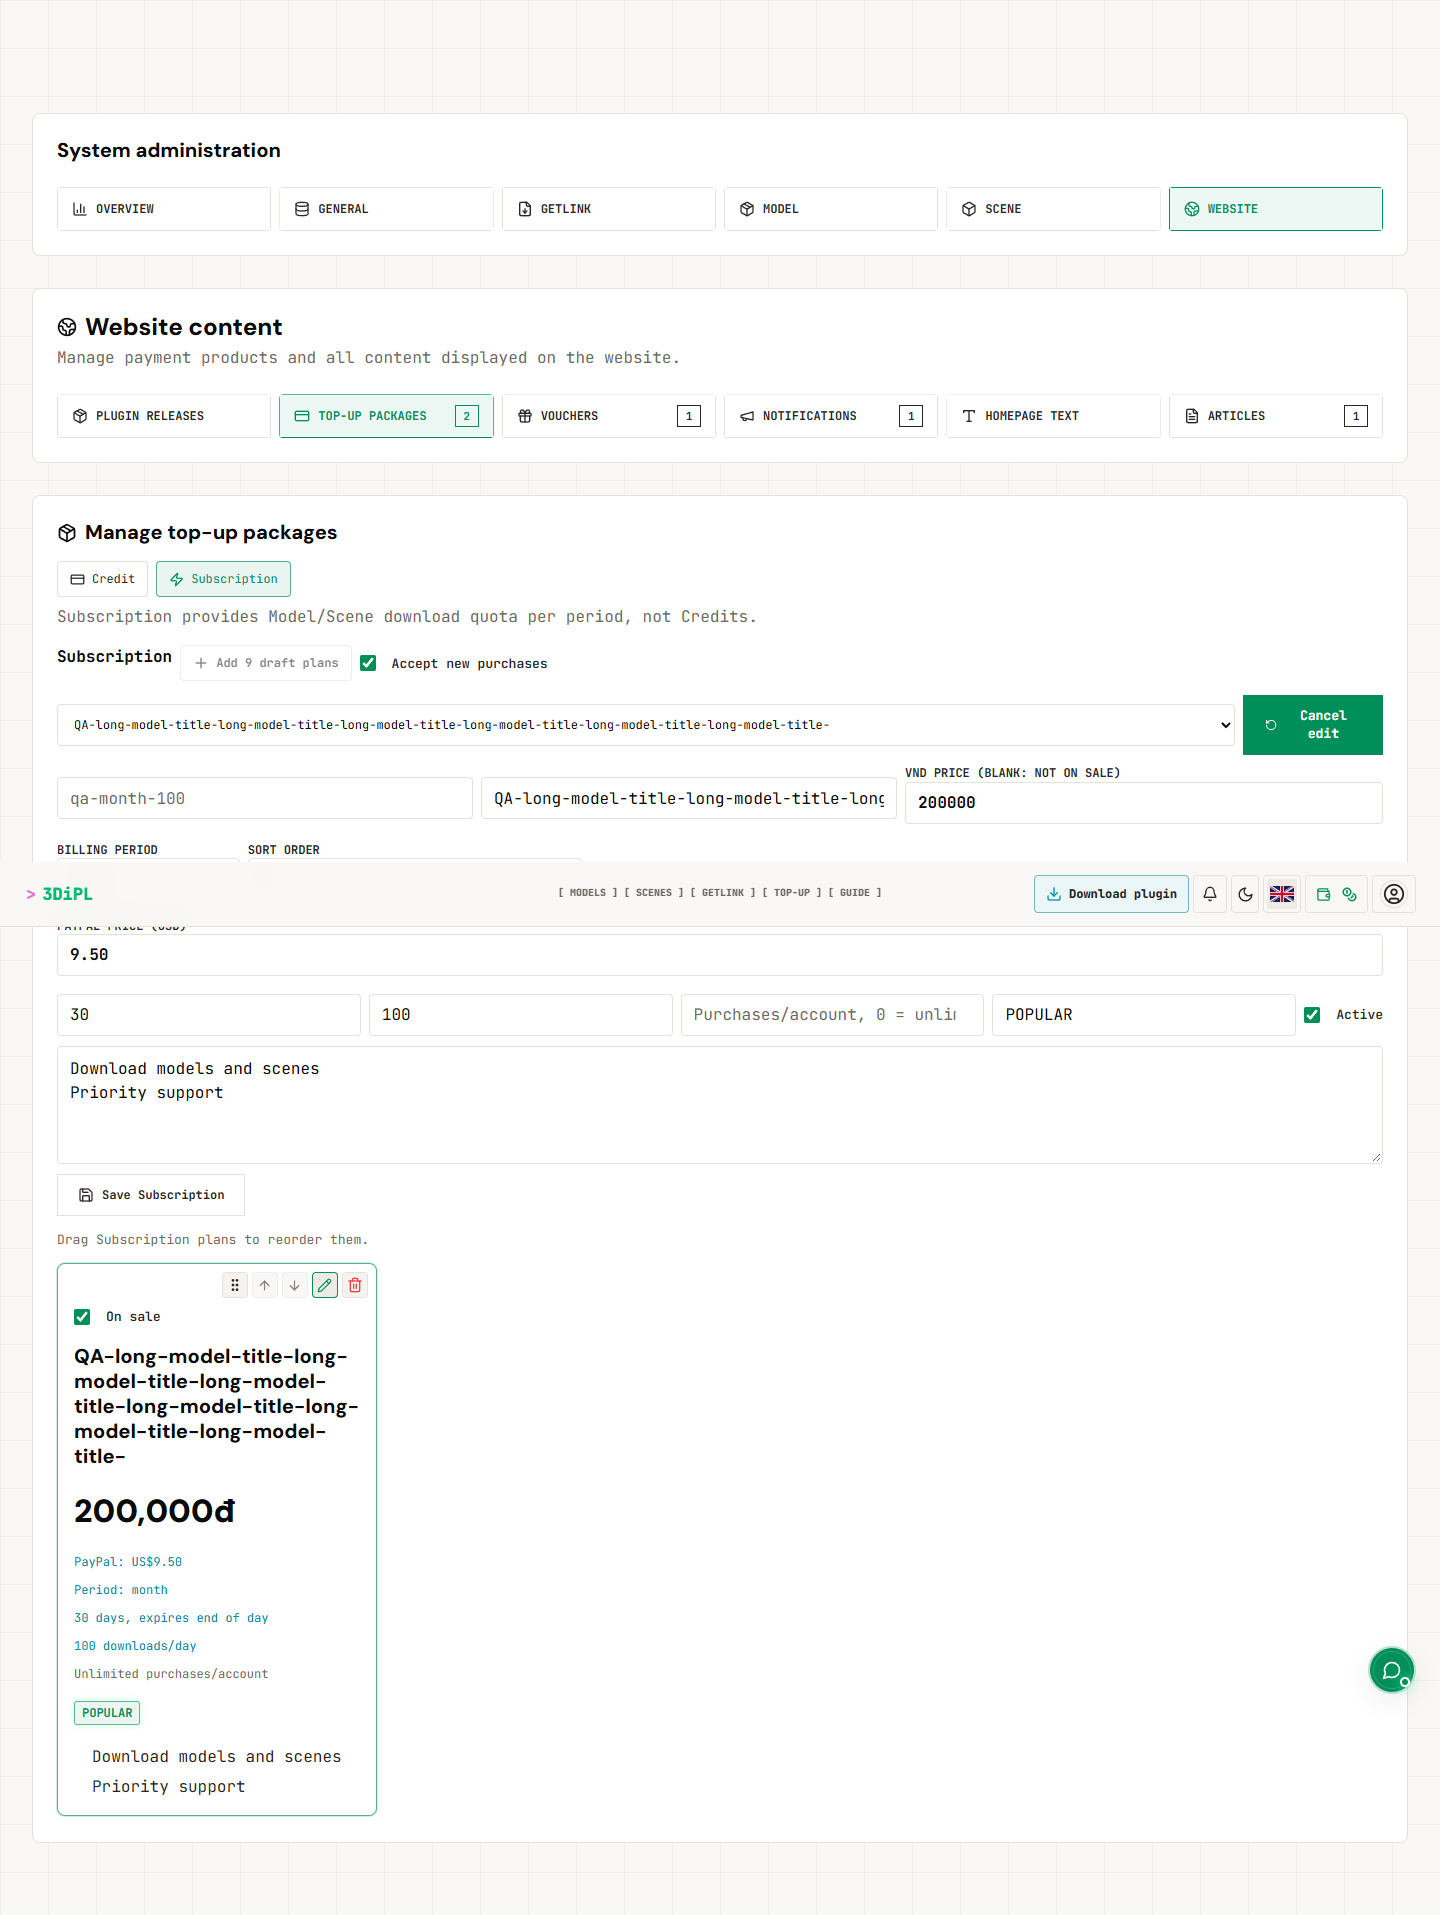 System administration
OVERVIEW
GENERAL
GETLINK
MODEL
SCENE
WEBSITE
Website content
Manage payment products and all content displayed on the website.
PLUGIN RELEASES
TOP-UP PACKAGES 2
VOUCHERS 1
NOTIFICATIONS 1
HOMEPAGE TEXT
ARTICLES 1
Manage top-up packages
Credit
Subscription
Subscription provides Model/Scene download quota per period, not Credits.
Subscription
Add 9 draft plans
Accept new purchases
QA-long-model-title-long-model-title-long-model-title-long-model-title-long-model-title-long-model-title-
Cancel
edit
VND PRICE (BLANK: NOT ON SALE)
qa-month-100
QA-long-model-title-long-model-title-long
200000
BILLING PERIOD
SORT ORDER
> 3DiPL
[ MODELS ] [ SCENES ] [ GETLINK ] [ TOP-UP ] [ GUIDE ]
Download plugin
PAYPAL PRICE (USD)
9.50
30
100
Purchases/account, 0 = unlim
POPULAR
Active
Download models and scenes
Priority support
Save Subscription
Drag Subscription plans to reorder them.
On sale
QA-long-model-title-long-
model-title-long-model-
title-long-model-title-long-
model-title-long-model-
title-
200,000đ
PayPal: US$9.50
Period: month
30 days, expires end of day
100 downloads/day
Unlimited purchases/account
POPULAR
Download models and scenes
Priority support